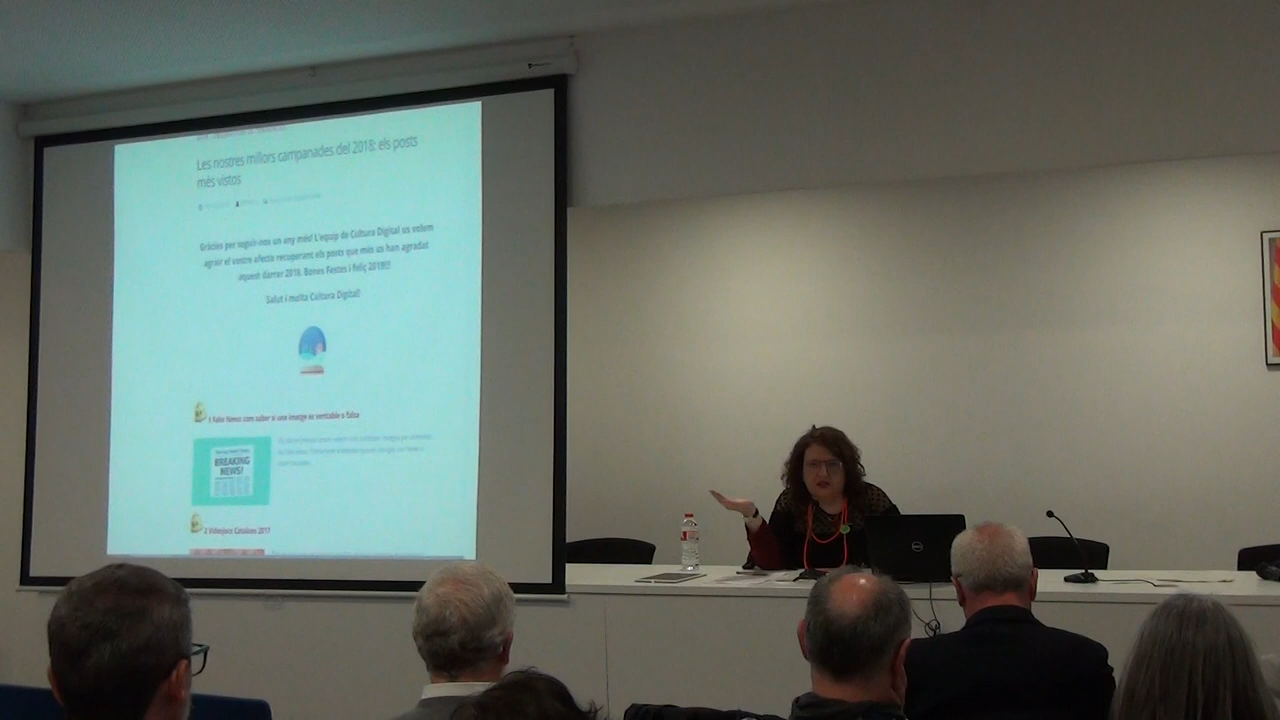 Les nostres millors campanades del 2018: els posts
més vistos
Gràcies per seguir-nos un any més! L'equip de Cultura Digital us volem
agrair el vostre afecte recuperant els posts que més us han agradat
aquest darrer 2018. Bones Festes i feliç 2019!!!
Salut i molta Cultura Digital!
1 Fake News: com saber si una imatge és veritable o falsa
BREAKING
NEWS!
2 Videojocs Catalans 2017
DELL